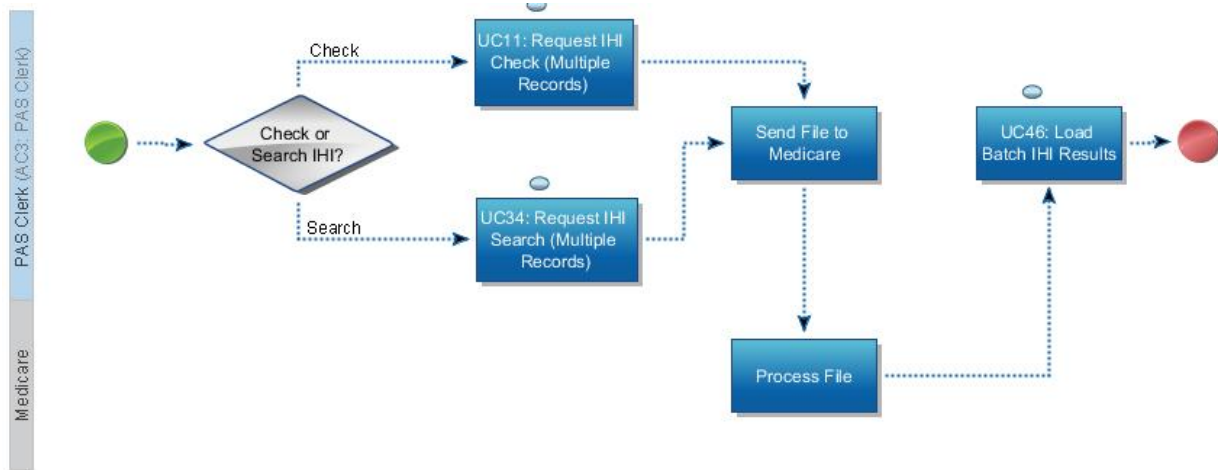 PAS Clerk (AC3: PAS Clerk)
Medicare
Check or
Search IHI?
Check
Search
UC11: Request IHI
Check (Multiple
Records)
UC34: Request IHI
Search (Multiple
Records)
Send File to
Medicare
Process File
UC46: Load
Batch IHI Results